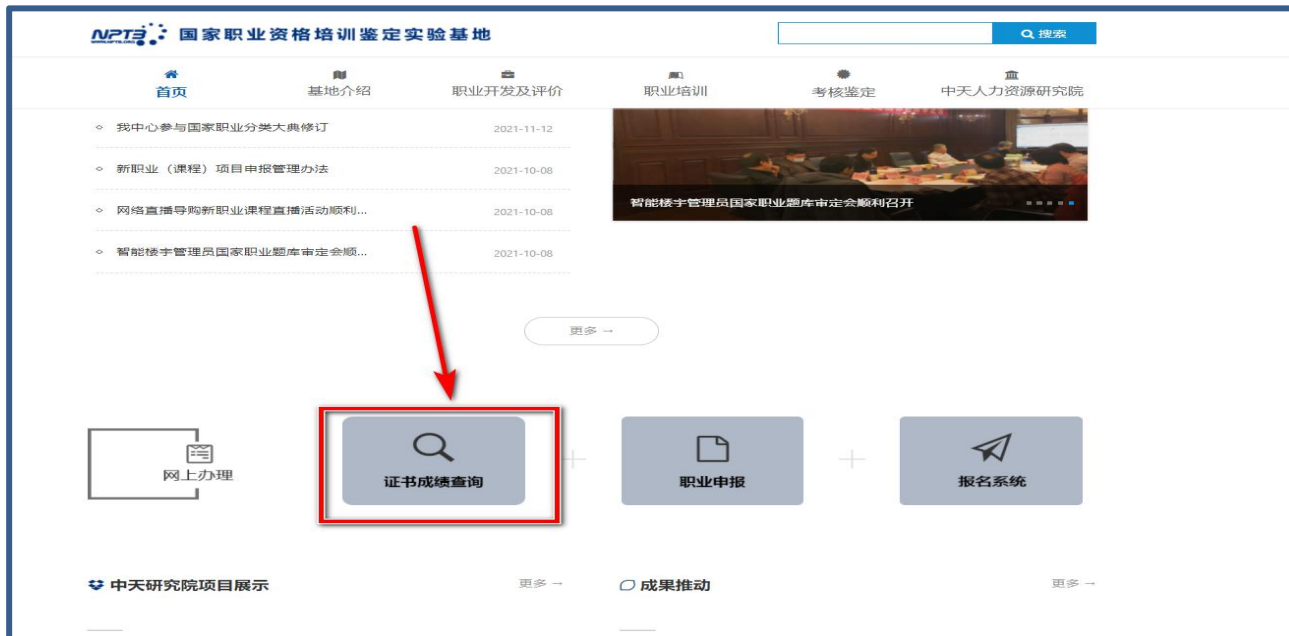 NPTB 国家职业资格培训鉴定实验基地
搜索
首页 基地介绍 职业开发及评价 职业培训 考核鉴定 中天人力资源研究院
我中心参与国家职业分类大典修订 2021-11-12
新职业（课程）项目申报管理办法 2021-10-08
网络直播导购新职业课程直播活动顺利... 2021-10-08
智能楼宇管理员国家职业题库审定会顺... 2021-10-08
智能楼宇管理员国家职业题库审定会顺利召开
更多 →
网上办理
证书成绩查询
职业申报
报名系统
中天研究院项目展示 更多 →
成果推动 更多 →